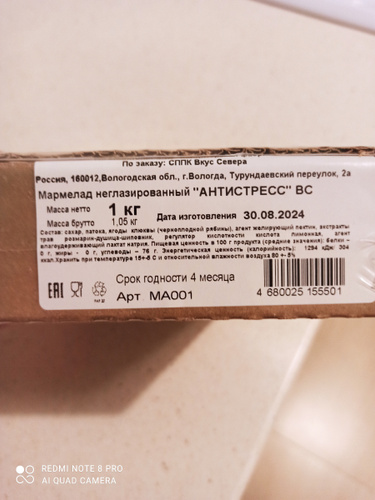 По заказу: СППК Вкус Севера
Россия, 160012,Вологодская обл., г.Вологда, Турундаевский переулок, 2а
Мармелад неглазированный "АНТИСТРЕСС" ВС
Масса нетто 1 кг
Масса брутто 1,05 кг
Дата изготовления 30.08.2024
Состав: сахар, патока, ягоды клюквы (черноплодной рябины), агент желирующий пектин, экстракты
трав розмарин-душица-шиповник, регулятор кислотности кислота лимонная, агент
влагоудерживающий лактат натрия. Пищевая ценность в 100 г продукта (средние значения): белки –
0 г, жиры - 0 г, углеводы – 76 г. Энергетическая ценность (калорийность): 1294 кДж/ 304
ккал.Хранить при температуре 15+-5 С и относительной влажности воздуха 80 +- 5%
Срок годности 4 месяца
EAC
Арт МА001
4 680025 155501
REDMI NOTE 8 PRO
AI QUAD CAMERA